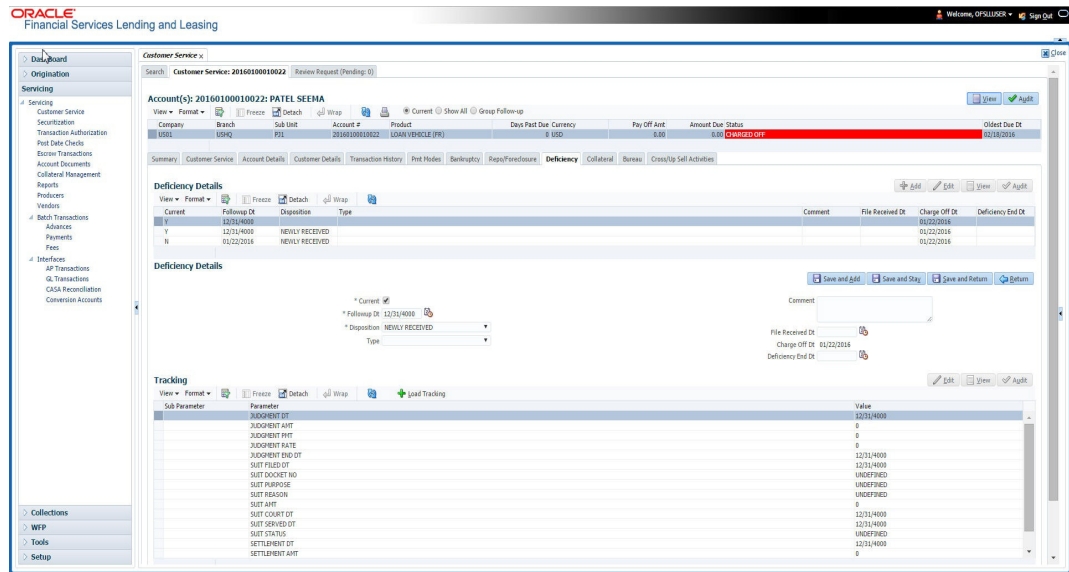 ORACLE
Financial Services Lending and Leasing
Welcome, OFSLLUSER Sign Out
Close
Dashboard
Origination
Servicing
Servicing
Customer Service
Securitization
Transaction Authorization
Post Date Checks
Escrow Transactions
Account Documents
Collateral Management
Reports
Producers
Vendors
Batch Transactions
Advances
Payments
Fees
Interfaces
AP Transactions
GL Transactions
CASA Reconciliation
Conversion Accounts
Collections
WFP
Tools
Setup
Customer Service x
Search Customer Service: 20160100010022 Review Request (Pending: 0)
Account(s): 20160100010022: PATEL SEEMA
View Audit
View Format Freeze Detach Wrap Current Show All Group Follow-up
Company Branch Sub Unit Account # Product Days Past Due Currency Pay Off Amt Amount Due Status Oldest Due Dt
US01 USHQ PJ1 20160100010022 LOAN VEHICLE (FR) 0 USD 0.00 0.00 CHARGED OFF 02/18/2016
Summary Customer Service Account Details Customer Details Transaction History Pmt Modes Bankruptcy Repo/Foreclosure Deficiency Collateral Bureau Cross/Up Sell Activities
Deficiency Details
Add Edit View Audit
View Format Freeze Detach Wrap
Current Followup Dt Disposition Type Comment File Received Dt Charge Off Dt Deficiency End Dt
Y 12/31/4000 01/22/2016
Y 12/31/4000 NEWLY RECEIVED 01/22/2016
N 01/22/2016 NEWLY RECEIVED 01/22/2016
Deficiency Details
Save and Add Save and Stay Save and Return Return
* Current
* Followup Dt 12/31/4000
* Disposition NEWLY RECEIVED
Type
Comment
File Received Dt
Charge Off Dt 01/22/2016
Deficiency End Dt
Tracking
Edit View Audit
View Format Freeze Detach Wrap Load Tracking
Sub Parameter Parameter Value
JUDGMENT DT 12/31/4000
JUDGMENT AMT 0
JUDGMENT PMT 0
JUDGMENT RATE 0
JUDGMENT END DT 12/31/4000
SUIT FILED DT 12/31/4000
SUIT DOCKET NO UNDEFINED
SUIT PURPOSE UNDEFINED
SUIT REASON UNDEFINED
SUIT AMT 0
SUIT COURT DT 12/31/4000
SUIT SERVED DT 12/31/4000
SUIT STATUS UNDEFINED
SETTLEMENT DT 12/31/4000
SETTLEMENT AMT 0